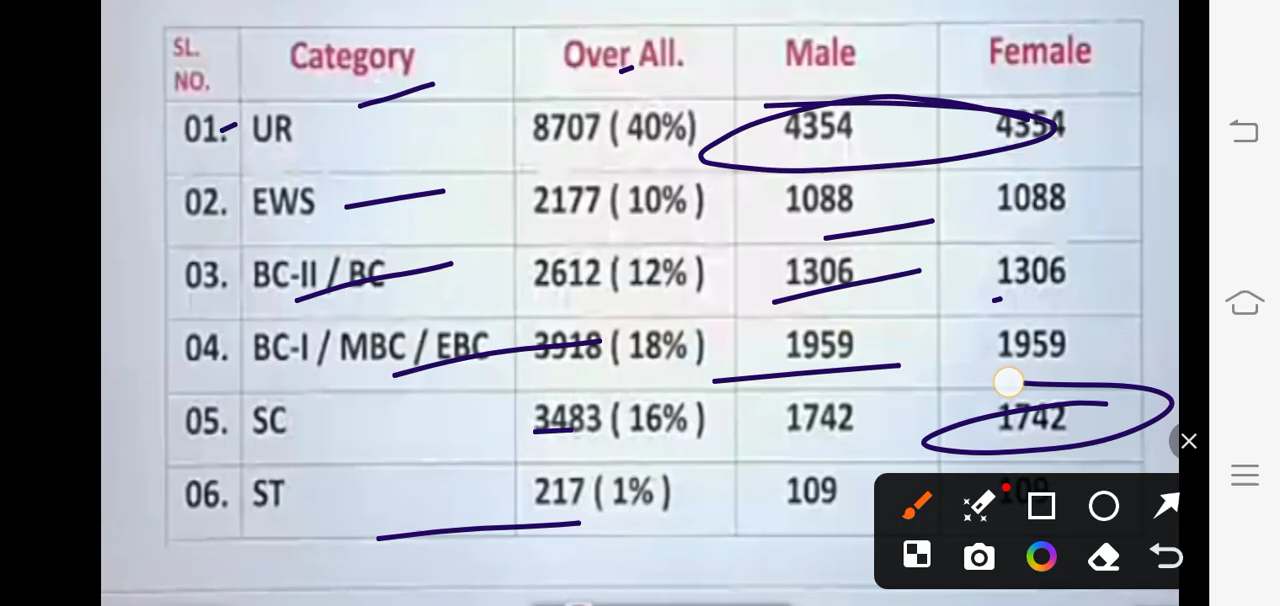 SL. NO. Category Over All. Male Female
01. UR 8707 ( 40%) 4354 4354
02. EWS 2177 ( 10% ) 1088 1088
03. BC-II / BC 2612 ( 12% ) 1306 1306
04. BC-I / MBC / EBC 3918 ( 18% ) 1959 1959
05. SC 3483 ( 16% ) 1742 1742
06. ST 217 ( 1% ) 109 109